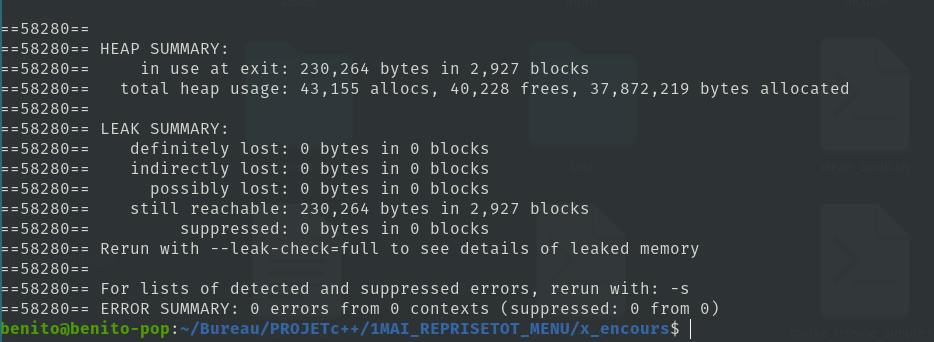 ==58280==
==58280== HEAP SUMMARY:
==58280==     in use at exit: 230,264 bytes in 2,927 blocks
==58280==   total heap usage: 43,155 allocs, 40,228 frees, 37,872,219 bytes allocated
==58280==
==58280== LEAK SUMMARY:
==58280==    definitely lost: 0 bytes in 0 blocks
==58280==    indirectly lost: 0 bytes in 0 blocks
==58280==      possibly lost: 0 bytes in 0 blocks
==58280==    still reachable: 230,264 bytes in 2,927 blocks
==58280==         suppressed: 0 bytes in 0 blocks
==58280== Rerun with --leak-check=full to see details of leaked memory
==58280==
==58280== For lists of detected and suppressed errors, rerun with: -s
==58280== ERROR SUMMARY: 0 errors from 0 contexts (suppressed: 0 from 0)
benito@benito-pop:~/Bureau/PROJETc++/1MAI_REPRISETOT_MENU/x_encours$